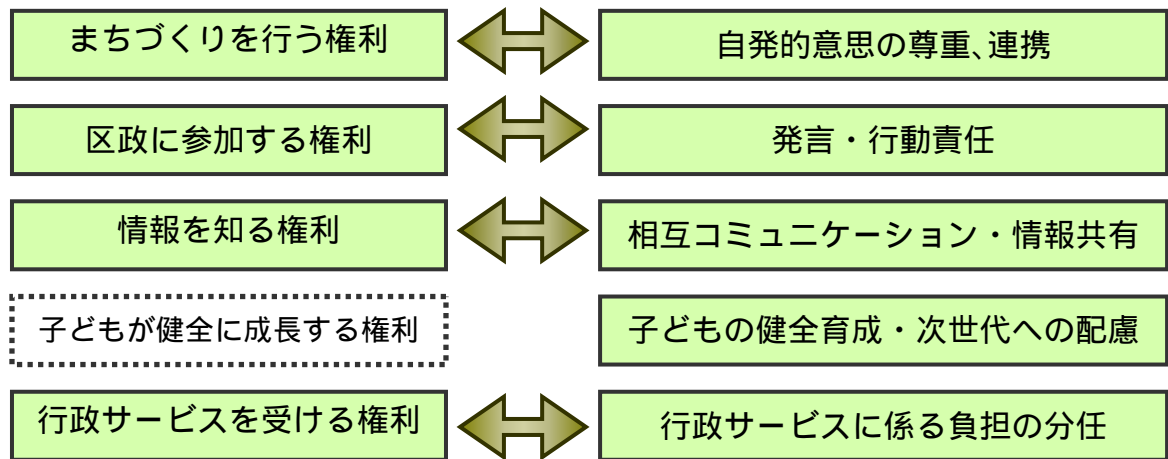 まちづくりを行う権利
自発的意思の尊重、連携
区政に参加する権利
発言・行動責任
情報を知る権利
相互コミュニケーション・情報共有
子どもが健全に成長する権利
子どもの健全育成・次世代への配慮
行政サービスを受ける権利
行政サービスに係る負担の分任